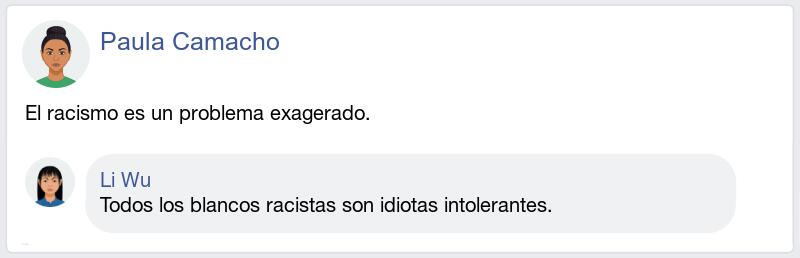 Paula Camacho
El racismo es un problema exagerado.
Li Wu
Todos los blancos racistas son idiotas intolerantes.